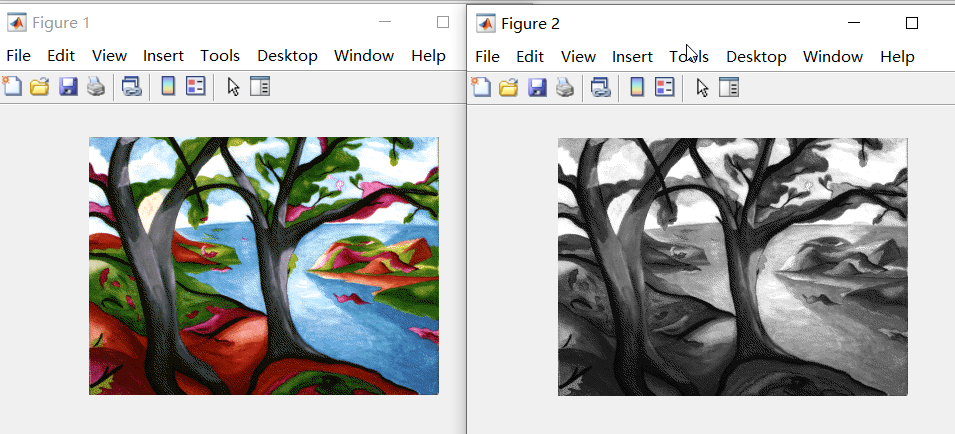 Figure 1
File Edit View Insert Tools Desktop Window Help
Figure 2
File Edit View Insert Tools Desktop Window Help